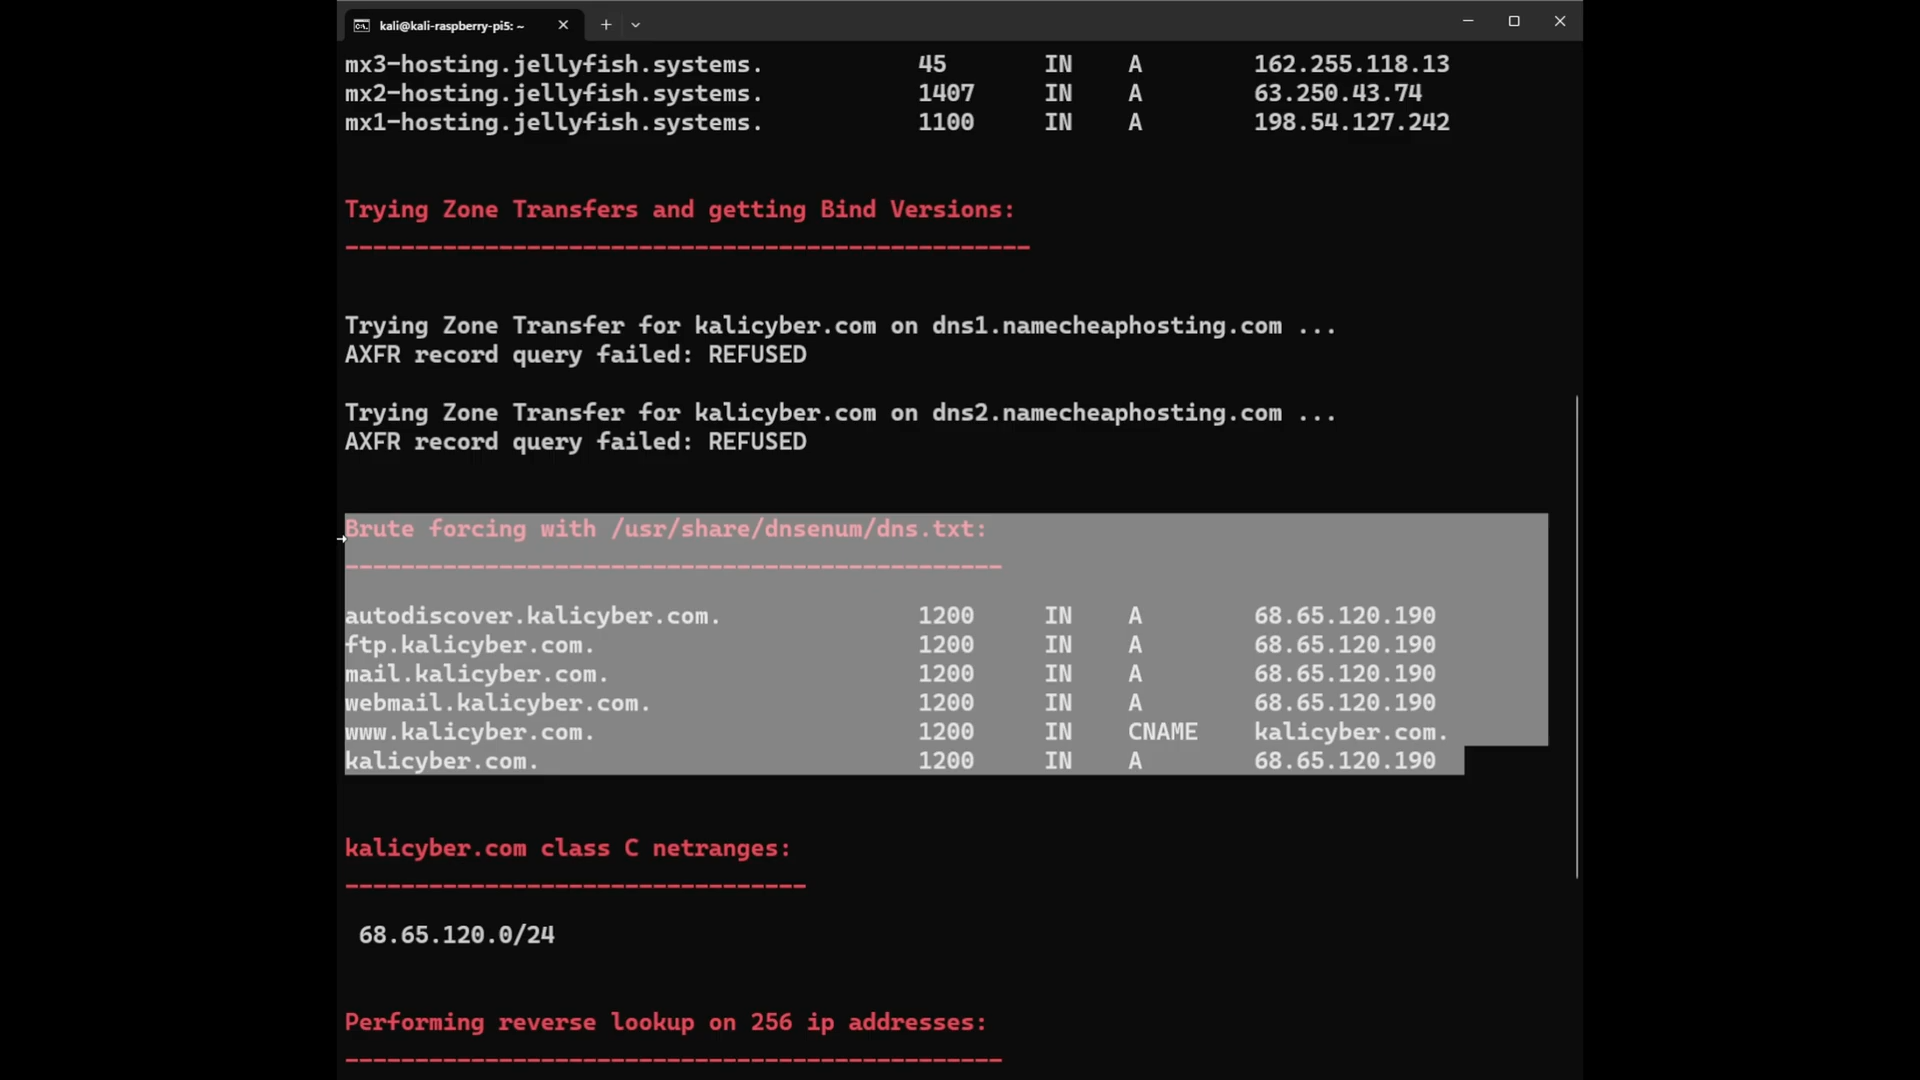 kali@kali-raspberry-pi5: ~
mx3-hosting.jellyfish.systems. 45 IN A 162.255.118.13
mx2-hosting.jellyfish.systems. 1407 IN A 63.250.43.74
mx1-hosting.jellyfish.systems. 1100 IN A 198.54.127.242
Trying Zone Transfers and getting Bind Versions:
_________________________________________________
Trying Zone Transfer for kalicyber.com on dns1.namecheaphosting.com ...
AXFR record query failed: REFUSED
Trying Zone Transfer for kalicyber.com on dns2.namecheaphosting.com ...
AXFR record query failed: REFUSED
Brute forcing with /usr/share/dnsenum/dns.txt:
_______________________________________________
autodiscover.kalicyber.com. 1200 IN A 68.65.120.190
ftp.kalicyber.com. 1200 IN A 68.65.120.190
mail.kalicyber.com. 1200 IN A 68.65.120.190
webmail.kalicyber.com. 1200 IN A 68.65.120.190
www.kalicyber.com. 1200 IN CNAME kalicyber.com.
kalicyber.com. 1200 IN A 68.65.120.190
kalicyber.com class C netranges:
_________________________________
68.65.120.0/24
Performing reverse lookup on 256 ip addresses:
_______________________________________________